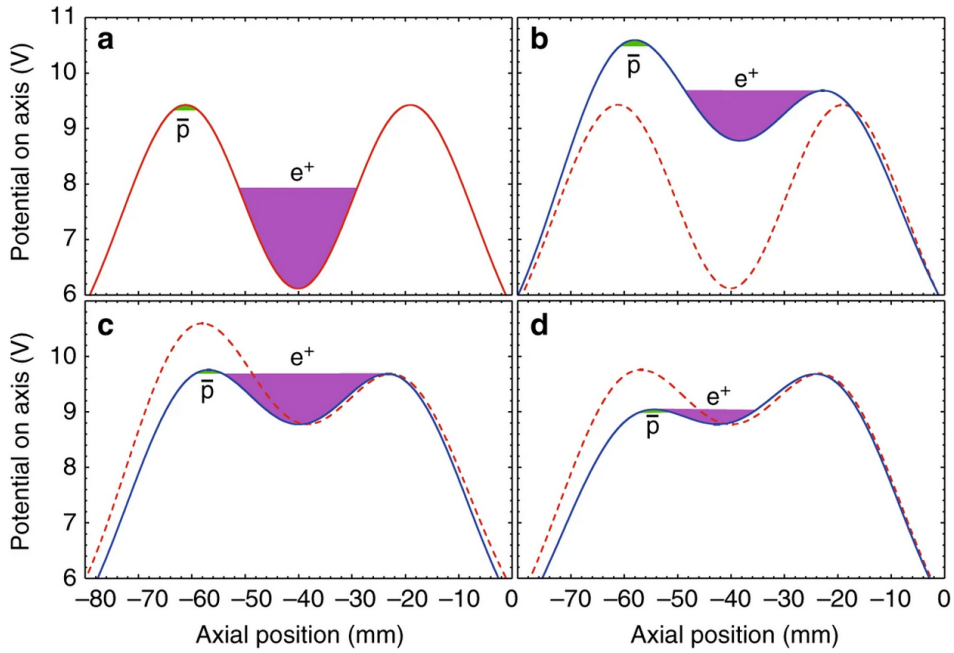 a
b
c
d
Potential on axis (V)
11
10
9
8
7
6
e⁺
p̄
e⁺
p̄
Potential on axis (V)
10
9
8
7
6
e⁺
p̄
e⁺
p̄
–80 –70 –60 –50 –40 –30 –20 –10 0
–70 –60 –50 –40 –30 –20 –10 0
Axial position (mm)
Axial position (mm)